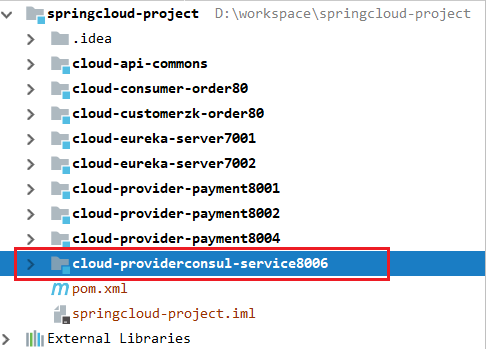 springcloud-project D:\workspace\springcloud-project
.idea
cloud-api-commons
cloud-consumer-order80
cloud-customerzk-order80
cloud-eureka-server7001
cloud-eureka-server7002
cloud-provider-payment8001
cloud-provider-payment8002
cloud-provider-payment8004
cloud-providerconsul-service8006
m pom.xml
springcloud-project.iml
External Libraries